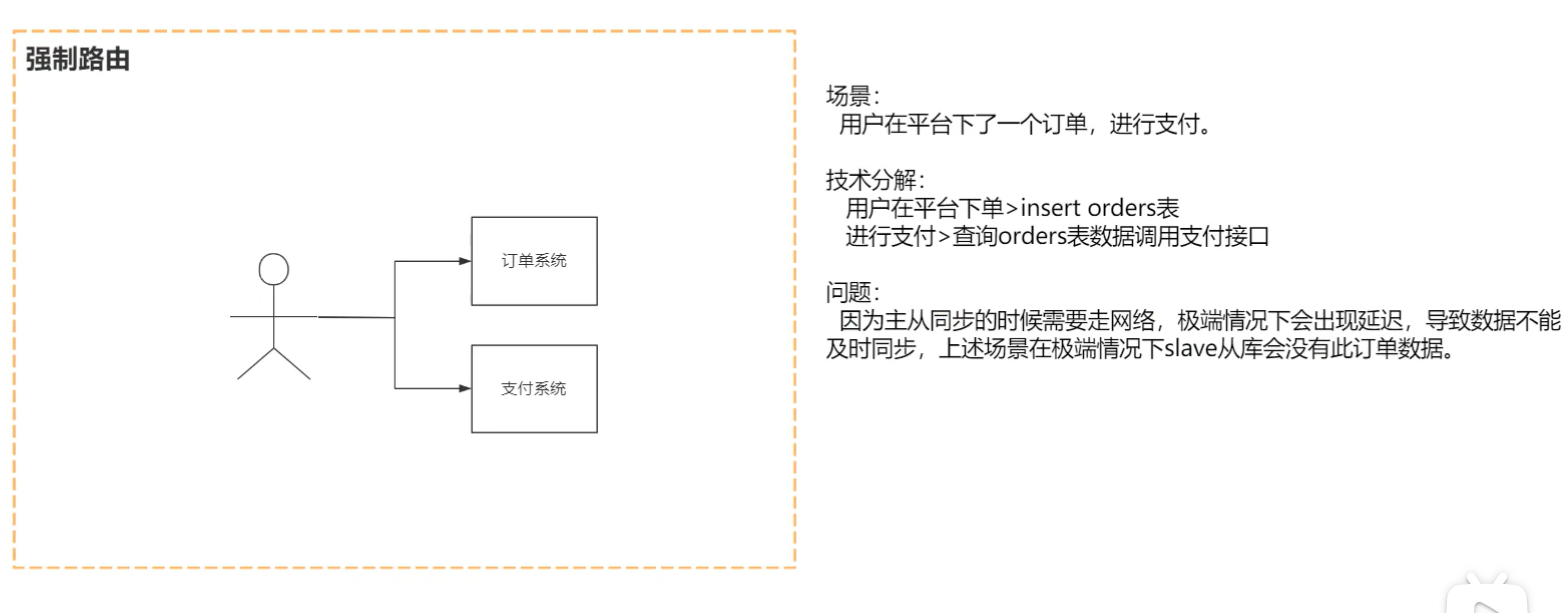 强制路由
订单系统
支付系统
场景：
用户在平台下了一个订单，进行支付。
技术分解：
用户在平台下单>insert orders表
进行支付>查询orders表数据调用支付接口
问题：
因为主从同步的时候需要走网络，极端情况下会出现延迟，导致数据不能
及时同步，上述场景在极端情况下slave从库会没有此订单数据。